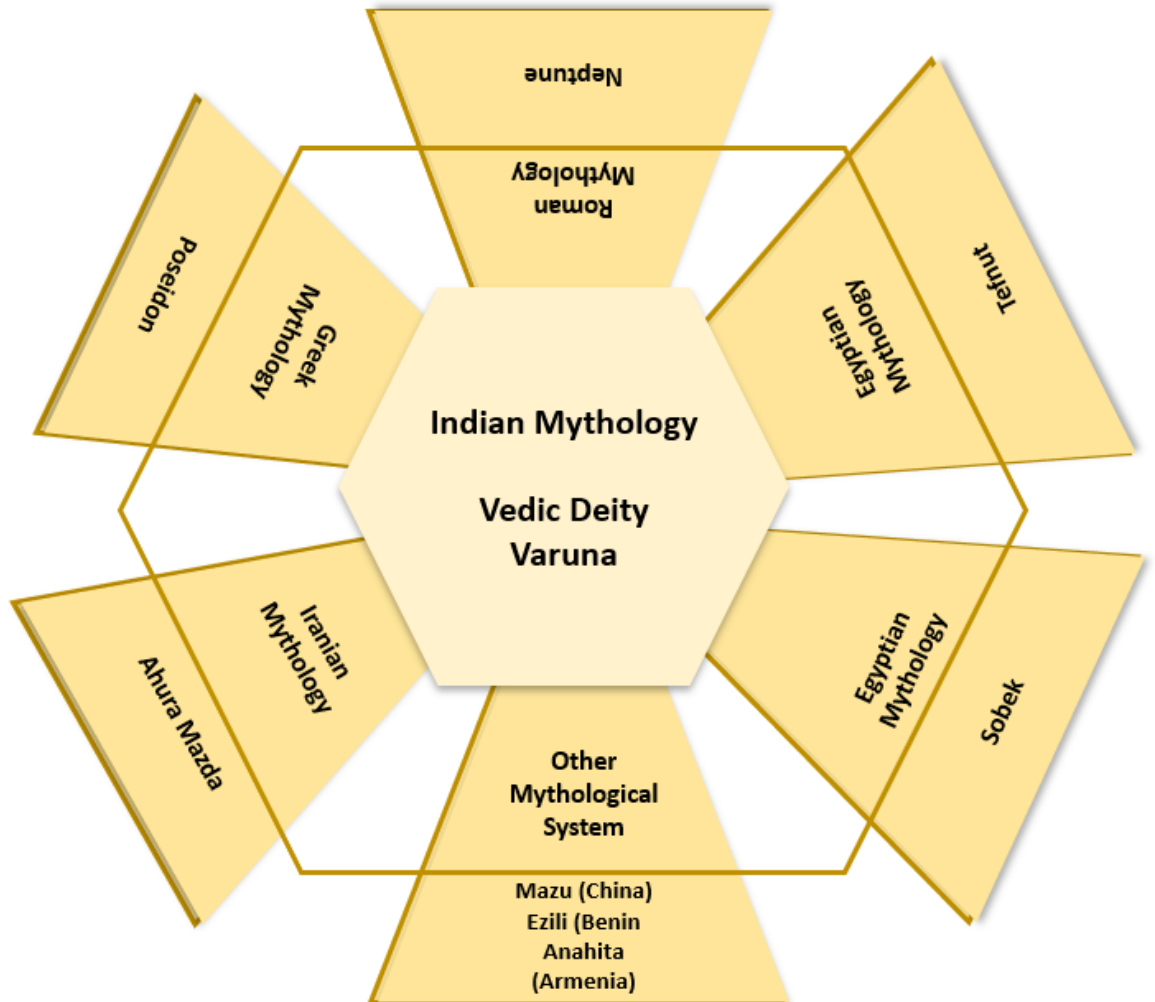 Neptune
Roman
Mythology
Tefnut
Egyptian
Mythology
Poseidon
Greek
Mythology
Indian Mythology
Vedic Deity
Varuna
Iranian
Mythology
Ahura Mazda
Egyptian
Mythology
Sobek
Other
Mythological
System
Mazu (China)
Ezili (Benin
Anahita
(Armenia)